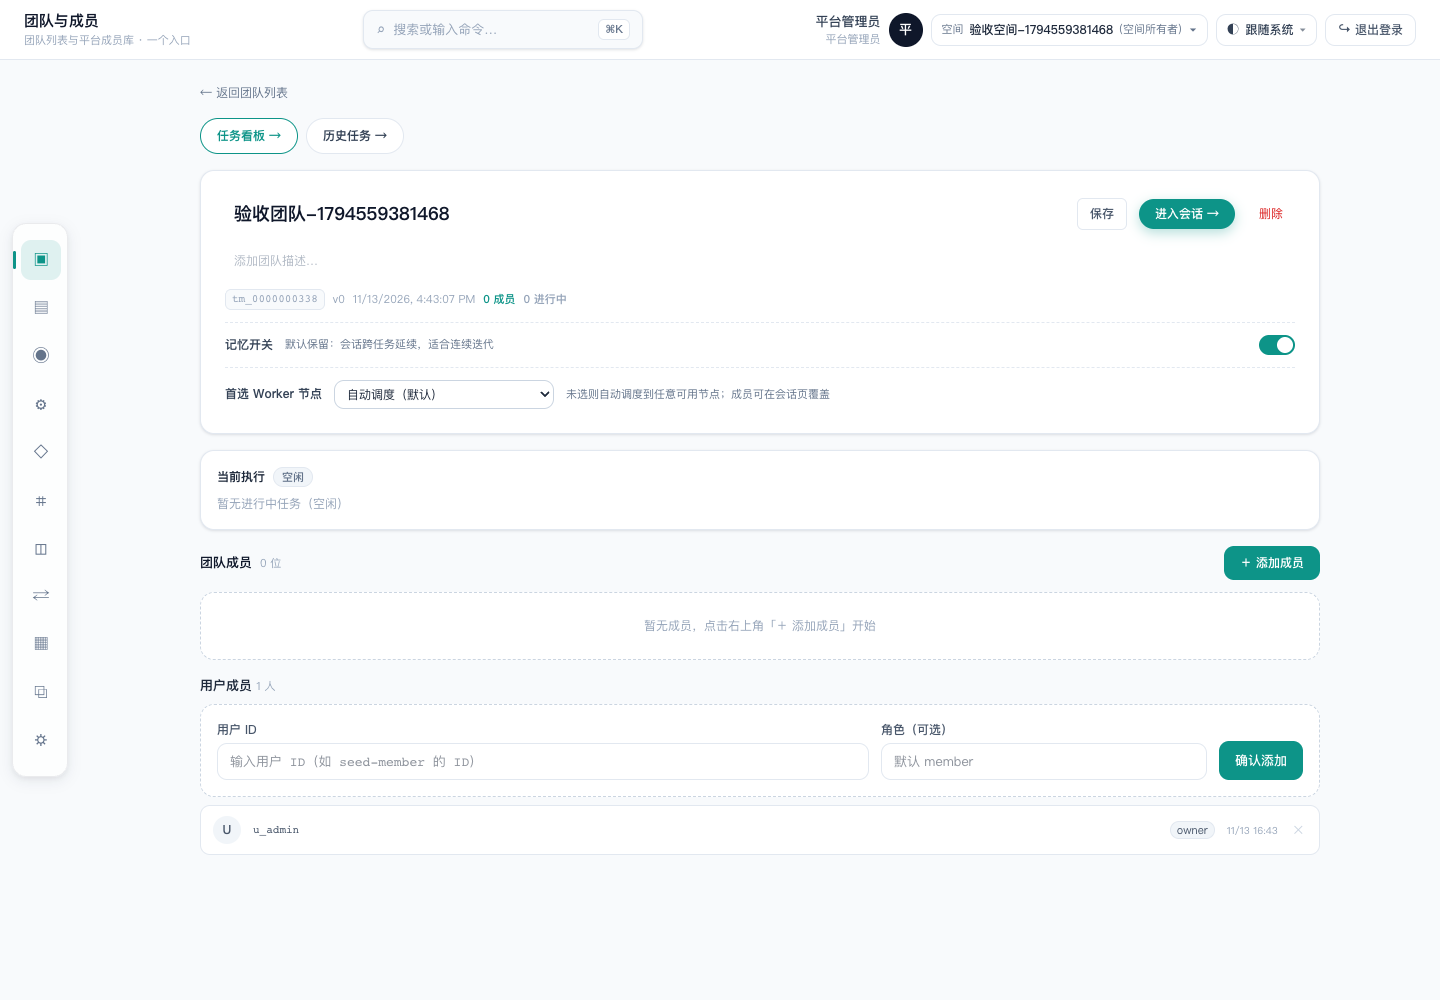 团队与成员
团队列表与平台成员库 · 一个入口
搜索或输入命令… ⌘K
平台管理员
平台管理员
平
空间 验收空间-1794559381468 (空间所有者)
跟随系统
退出登录
← 返回团队列表
任务看板 → 历史任务 →
验收团队-1794559381468 保存 进入会话 → 删除
添加团队描述…
tm_0000000338 v0 11/13/2026, 4:43:07 PM 0 成员 0 进行中
记忆开关 默认保留：会话跨任务延续，适合连续迭代
首选 Worker 节点 自动调度（默认） 未选则自动调度到任意可用节点；成员可在会话页覆盖
当前执行 空闲
暂无进行中任务（空闲）
团队成员 0 位 ＋ 添加成员
暂无成员，点击右上角「＋ 添加成员」开始
用户成员 1 人
用户 ID 角色（可选）
输入用户 ID（如 seed-member 的 ID） 默认 member 确认添加
U u_admin owner 11/13 16:43 ×